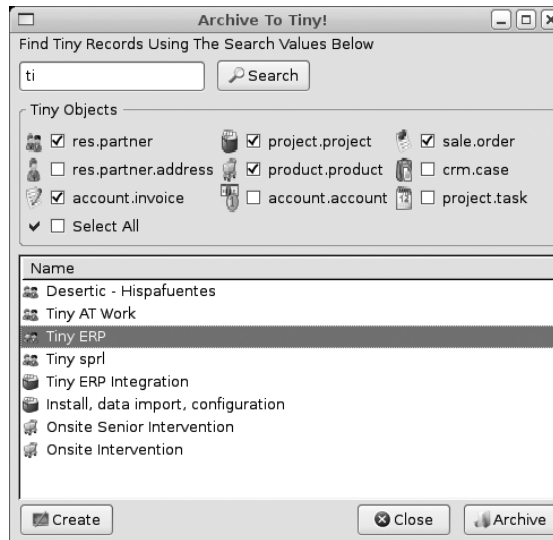 Archive To Tiny!
Find Tiny Records Using The Search Values Below
ti Search
Tiny Objects
res.partner project.project sale.order
res.partner.address product.product crm.case
account.invoice account.account project.task
Select All
Name
Desertic - Hispafuentes
Tiny AT Work
Tiny ERP
Tiny sprl
Tiny ERP Integration
Install, data import, configuration
Onsite Senior Intervention
Onsite Intervention
Create Close Archive